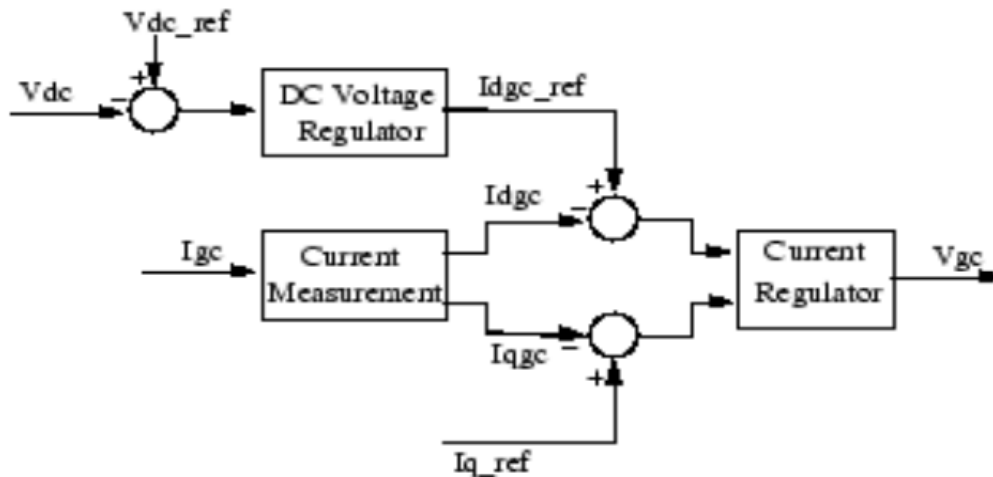 Vdc_ref
+
Vdc
−
DC Voltage
Regulator
Idgc_ref
+
−
Idgc
Igc
Current
Measurement
Current
Regulator
Vgc
Iqgc
−
+
Iq_ref